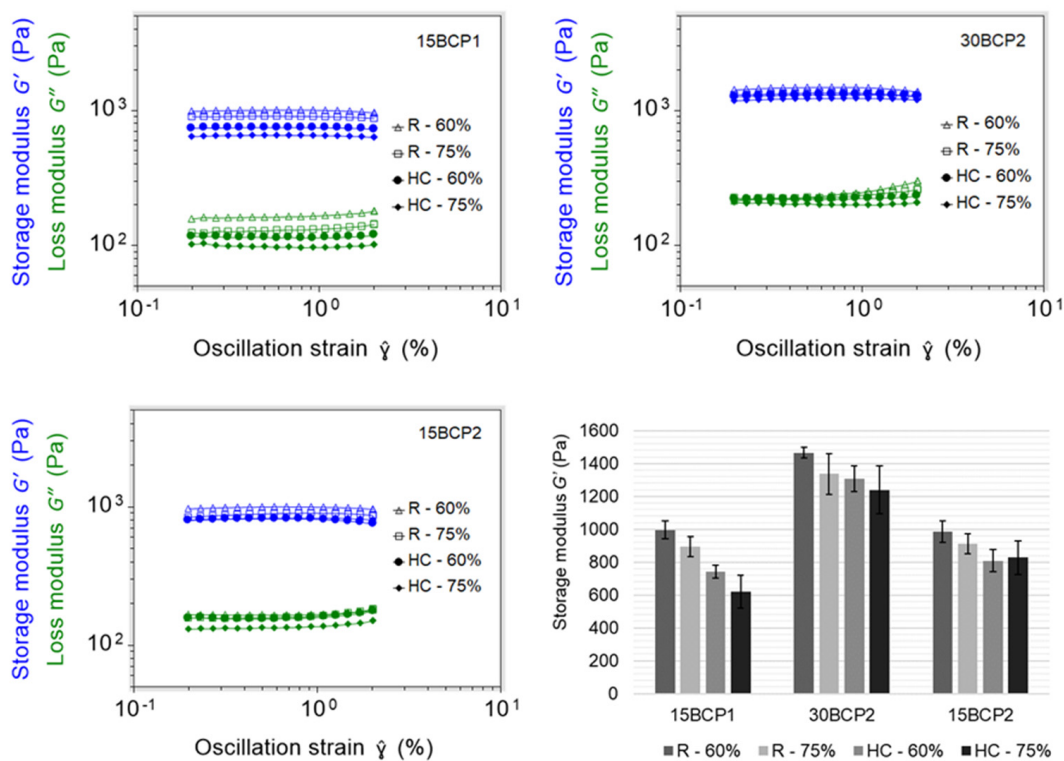 Storage modulus G′ (Pa)
Loss modulus G″ (Pa)
15BCP1
10³
10²
R - 60%
R - 75%
HC - 60%
HC - 75%
10⁻¹ 10⁰ 10¹
Oscillation strain γ̂ (%)
Storage modulus G′ (Pa)
Loss modulus G″ (Pa)
30BCP2
10³
10²
R - 60%
R - 75%
HC - 60%
HC - 75%
10⁻¹ 10⁰ 10¹
Oscillation strain γ̂ (%)
Storage modulus G′ (Pa)
Loss modulus G″ (Pa)
15BCP2
10³
10²
R - 60%
R - 75%
HC - 60%
HC - 75%
10⁻¹ 10⁰ 10¹
Oscillation strain γ̂ (%)
Storage modulus G′ (Pa)
1600
1400
1200
1000
800
600
400
200
0
15BCP1 30BCP2 15BCP2
R - 60% R - 75% HC - 60% HC - 75%